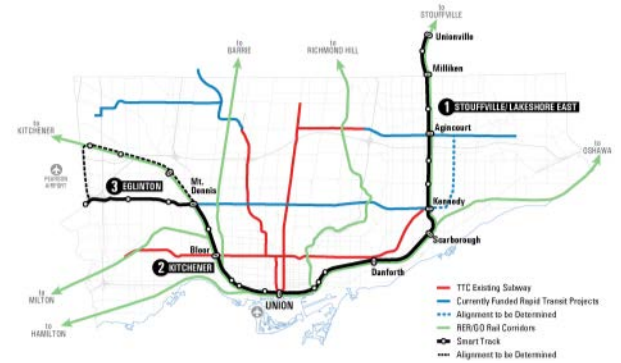 to
STOUFFVILLE
Unionville
to
BARRIE
to
RICHMOND HILL
Milliken
1 STOUFFVILLE/ LAKESHORE EAST
to
KITCHENER
Agincourt
to
OSHAWA
PEARSON
AIRPORT
Mt.
Dennis
3 EGLINTON
Kennedy
Scarborough
Bloor
2 KITCHENER
Danforth
UNION
to
MILTON
to
HAMILTON
TTC Existing Subway
Currently Funded Rapid Transit Projects
Alignment to be Determined
RER/GO Rail Corridors
Smart Track
Alignment to be Determined